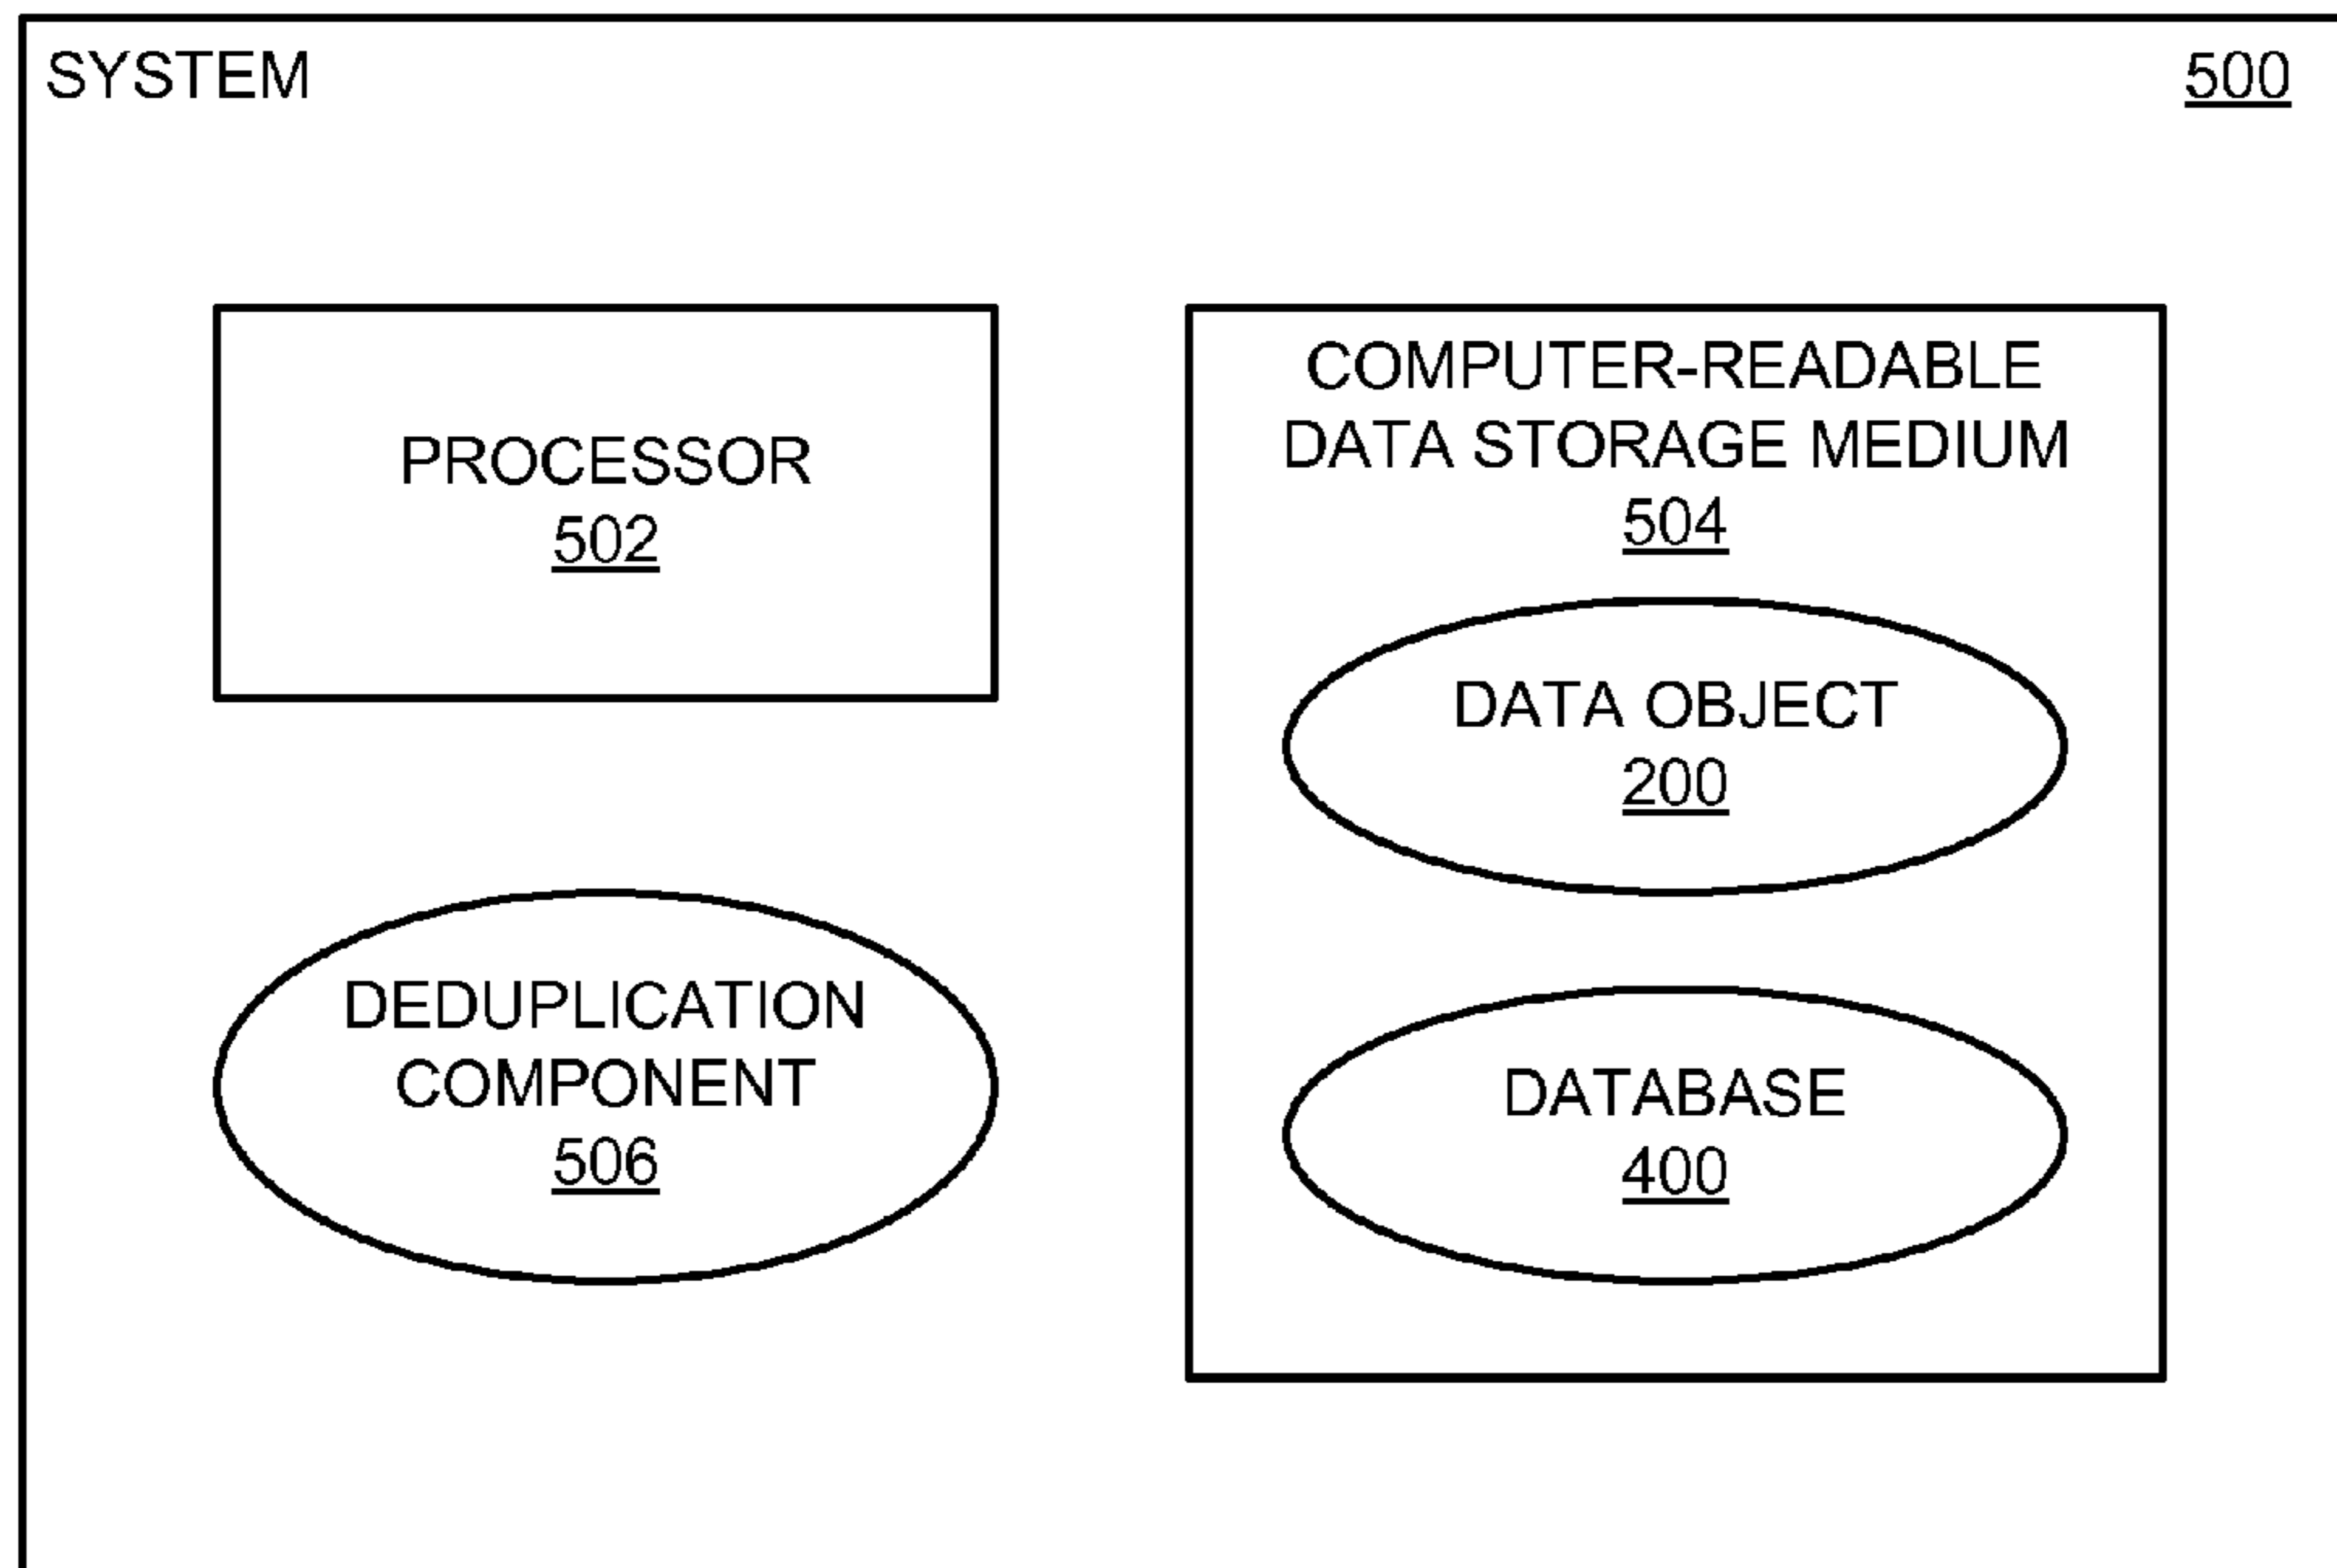 SYSTEM
500
PROCESSOR
502
COMPUTER-READABLE
DATA STORAGE MEDIUM
504
DATA OBJECT
200
DEDUPLICATION
COMPONENT
506
DATABASE
400